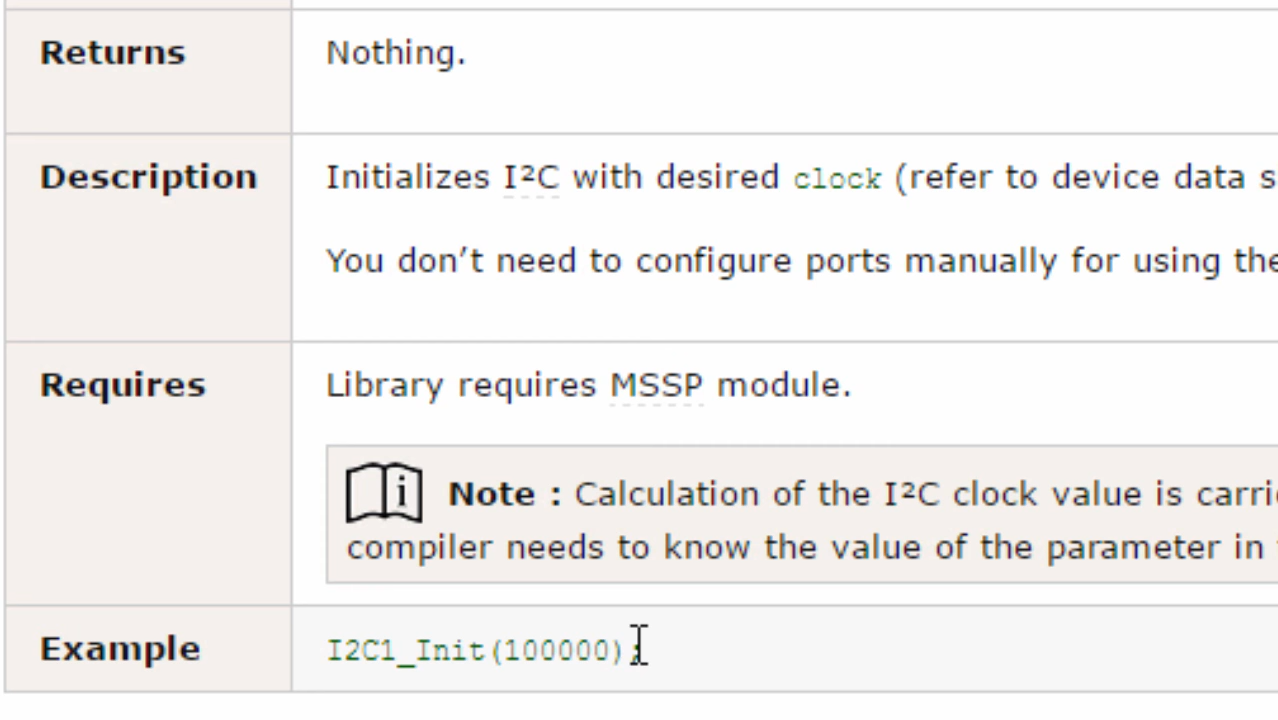 Returns
Nothing.
Description
Initializes I²C with desired clock (refer to device data s
You don’t need to configure ports manually for using the
Requires
Library requires MSSP module.
Note : Calculation of the I²C clock value is carri
compiler needs to know the value of the parameter in
Example
I2C1_Init(100000);